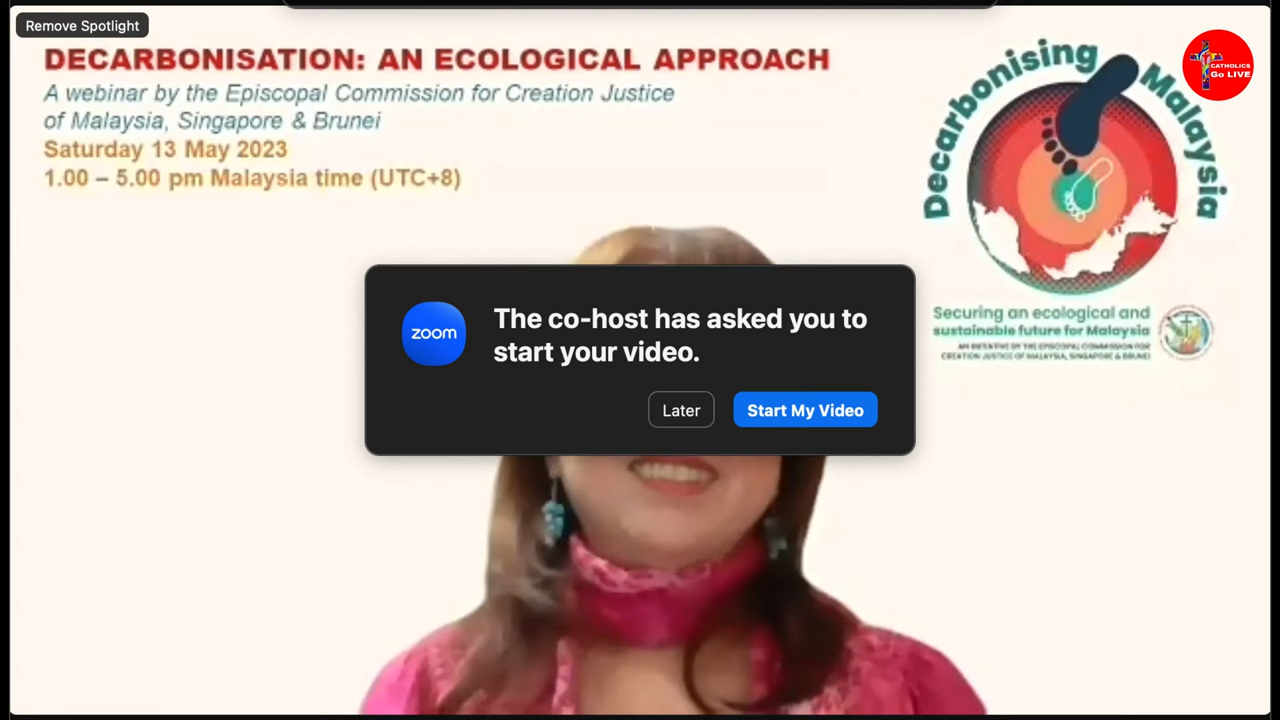 Remove Spotlight
DECARBONISATION: AN ECOLOGICAL APPROACH
A webinar by the Episcopal Commission for Creation Justice
of Malaysia, Singapore & Brunei
Saturday 13 May 2023
1.00 – 5.00 pm Malaysia time (UTC+8)
Decarbonising Malaysia
CATHOLICS
Go LIVE
zoom
The co-host has asked you to
start your video.
Later
Start My Video
Securing an ecological and
sustainable future for Malaysia
AN INITIATIVE BY THE EPISCOPAL COMMISSION FOR
CREATION JUSTICE OF MALAYSIA, SINGAPORE & BRUNEI